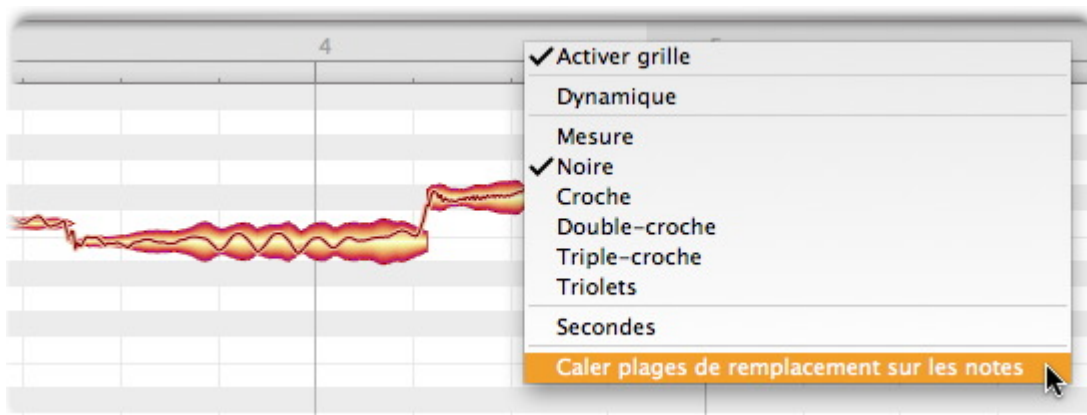 4
Activer grille
Dynamique
Mesure
Noire
Croche
Double-croche
Triple-croche
Triolets
Secondes
Caler plages de remplacement sur les notes